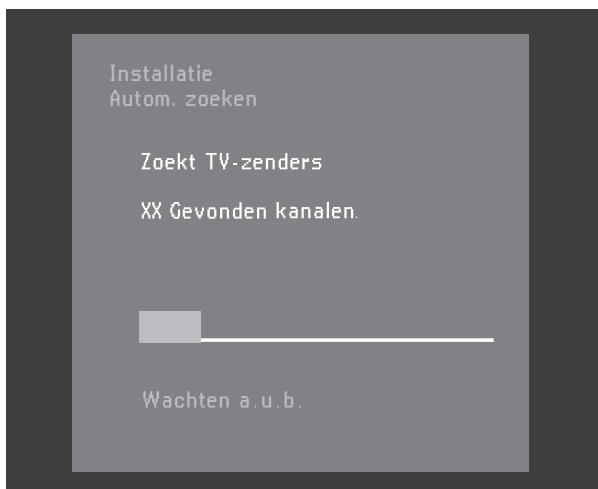 Installatie
Autom. zoeken
Zoekt TV-zenders
XX Gevonden kanalen.
Wachten a.u.b.